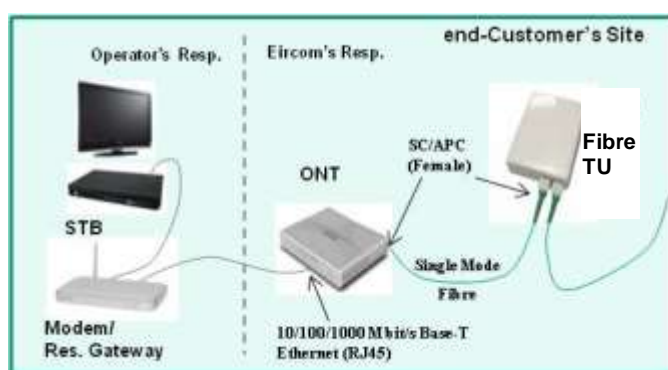 end-Customer's Site
Operator's Resp.
Eircom's Resp.
SC/APC
(Female)
Fibre
TU
ONT
STB
Single Mode
Fibre
Modem/
Res. Gateway
10/100/1000 Mbit/s Base-T
Ethernet (RJ45)